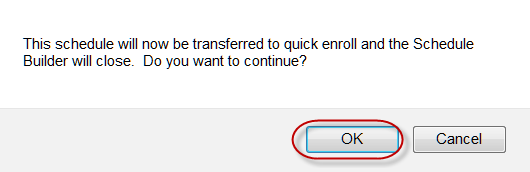 This schedule will now be transferred to quick enroll and the Schedule
Builder will close.  Do you want to continue?
OK
Cancel